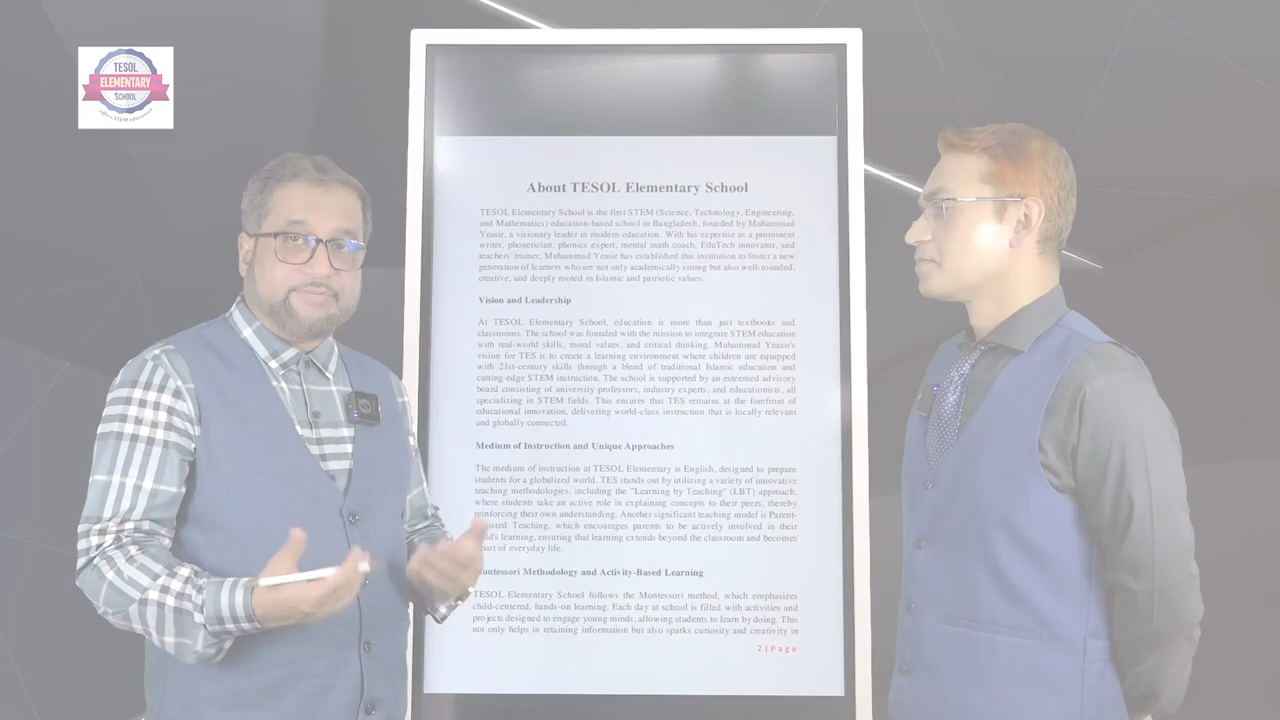 TESOL
ELEMENTARY
SCHOOL
offers STEM education
About TESOL Elementary School
TESOL Elementary School is the first STEM (Science, Technology, Engineering,
and Mathematics) education-based school in Bangladesh, founded by Muhammad
Yeasir, a visionary leader in modern education. With his expertise as a prominent
writer, phonetician, phonics expert, mental math coach, EduTech innovator, and
teachers' trainer, Muhammad Yeasir has established this institution to foster a new
generation of learners who are not only academically strong but also well-rounded,
creative, and deeply rooted in Islamic and patriotic values.
Vision and Leadership
At TESOL Elementary School, education is more than just textbooks and
classrooms. The school was founded with the mission to integrate STEM education
with real-world skills, moral values, and critical thinking. Muhammad Yeasir's
vision for TES is to create a learning environment where children are equipped
with 21st-century skills through a blend of traditional Islamic education and
cutting-edge STEM instruction. The school is supported by an esteemed advisory
board consisting of university professors, industry experts, and educationists, all
specializing in STEM fields. This ensures that TES remains at the forefront of
educational innovation, delivering world-class instruction that is locally relevant
and globally connected.
Medium of Instruction and Unique Approaches
The medium of instruction at TESOL Elementary is English, designed to prepare
students for a globalized world. TES stands out by utilizing a variety of innovative
teaching methodologies, including the "Learning by Teaching" (LBT) approach,
where students take an active role in explaining concepts to their peers, thereby
reinforcing their own understanding. Another significant teaching model is Parent-
Teaching, which encourages parents to be actively involved in their
learning, ensuring that learning extends beyond the classroom and becomes
part of everyday life.
Montessori Methodology and Activity-Based Learning
TESOL Elementary School follows the Montessori method, which emphasizes
child-centered, hands-on learning. Each day at school is filled with activities and
projects designed to engage young minds, allowing students to learn by doing. This
not only helps in retaining information but also sparks curiosity and creativity in
2 | P a g e